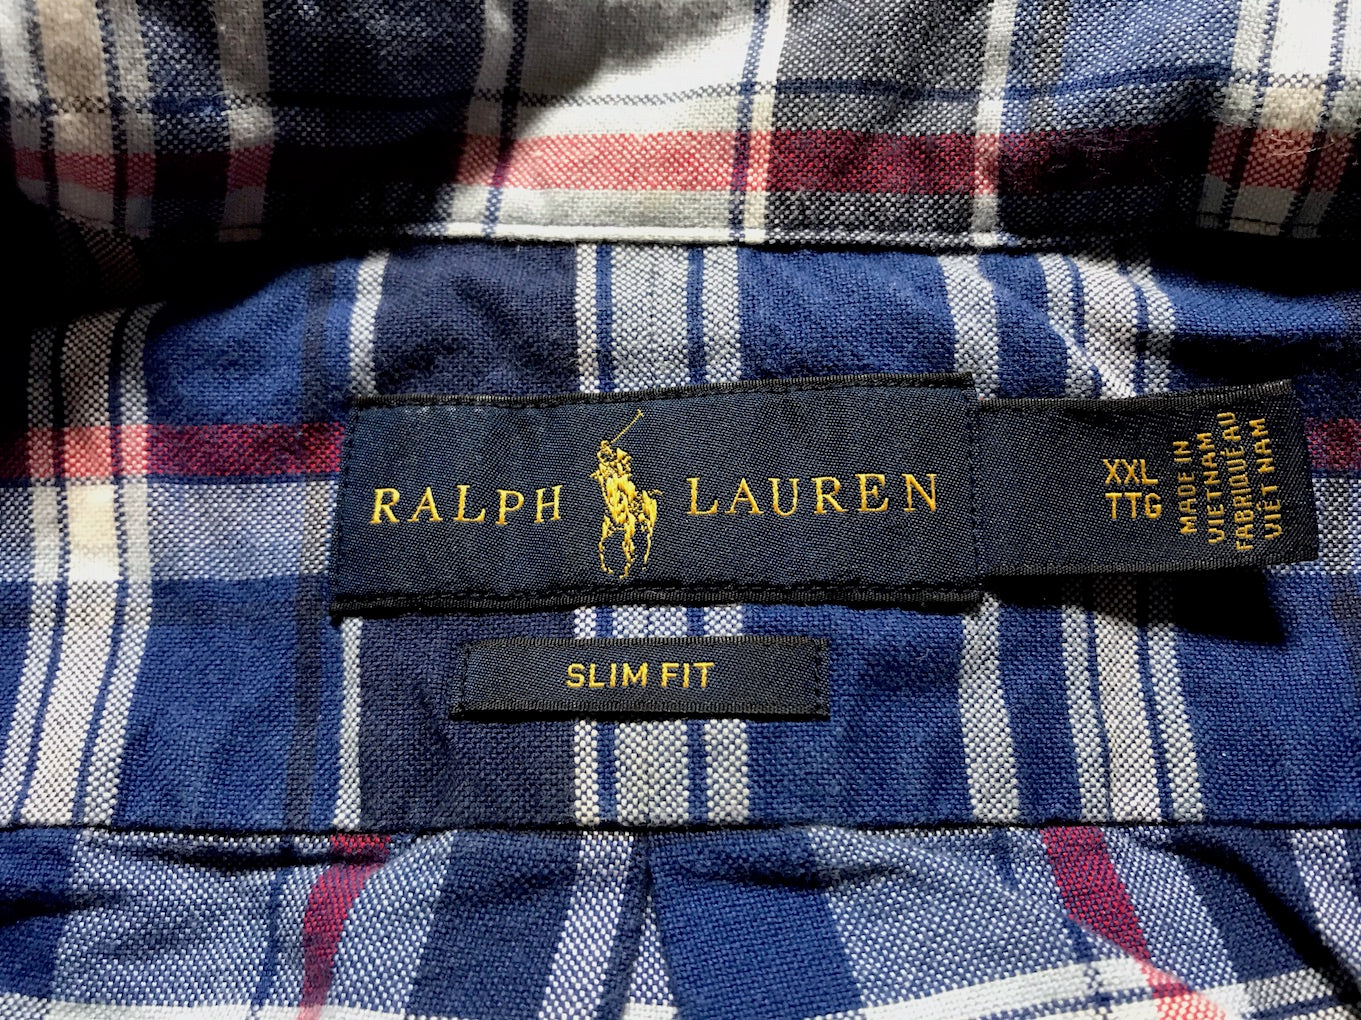 RALPH LAUREN
XXL
TTG
MADE IN
VIETNAM
FABRIQUÉ AU
VIET NAM
SLIM FIT